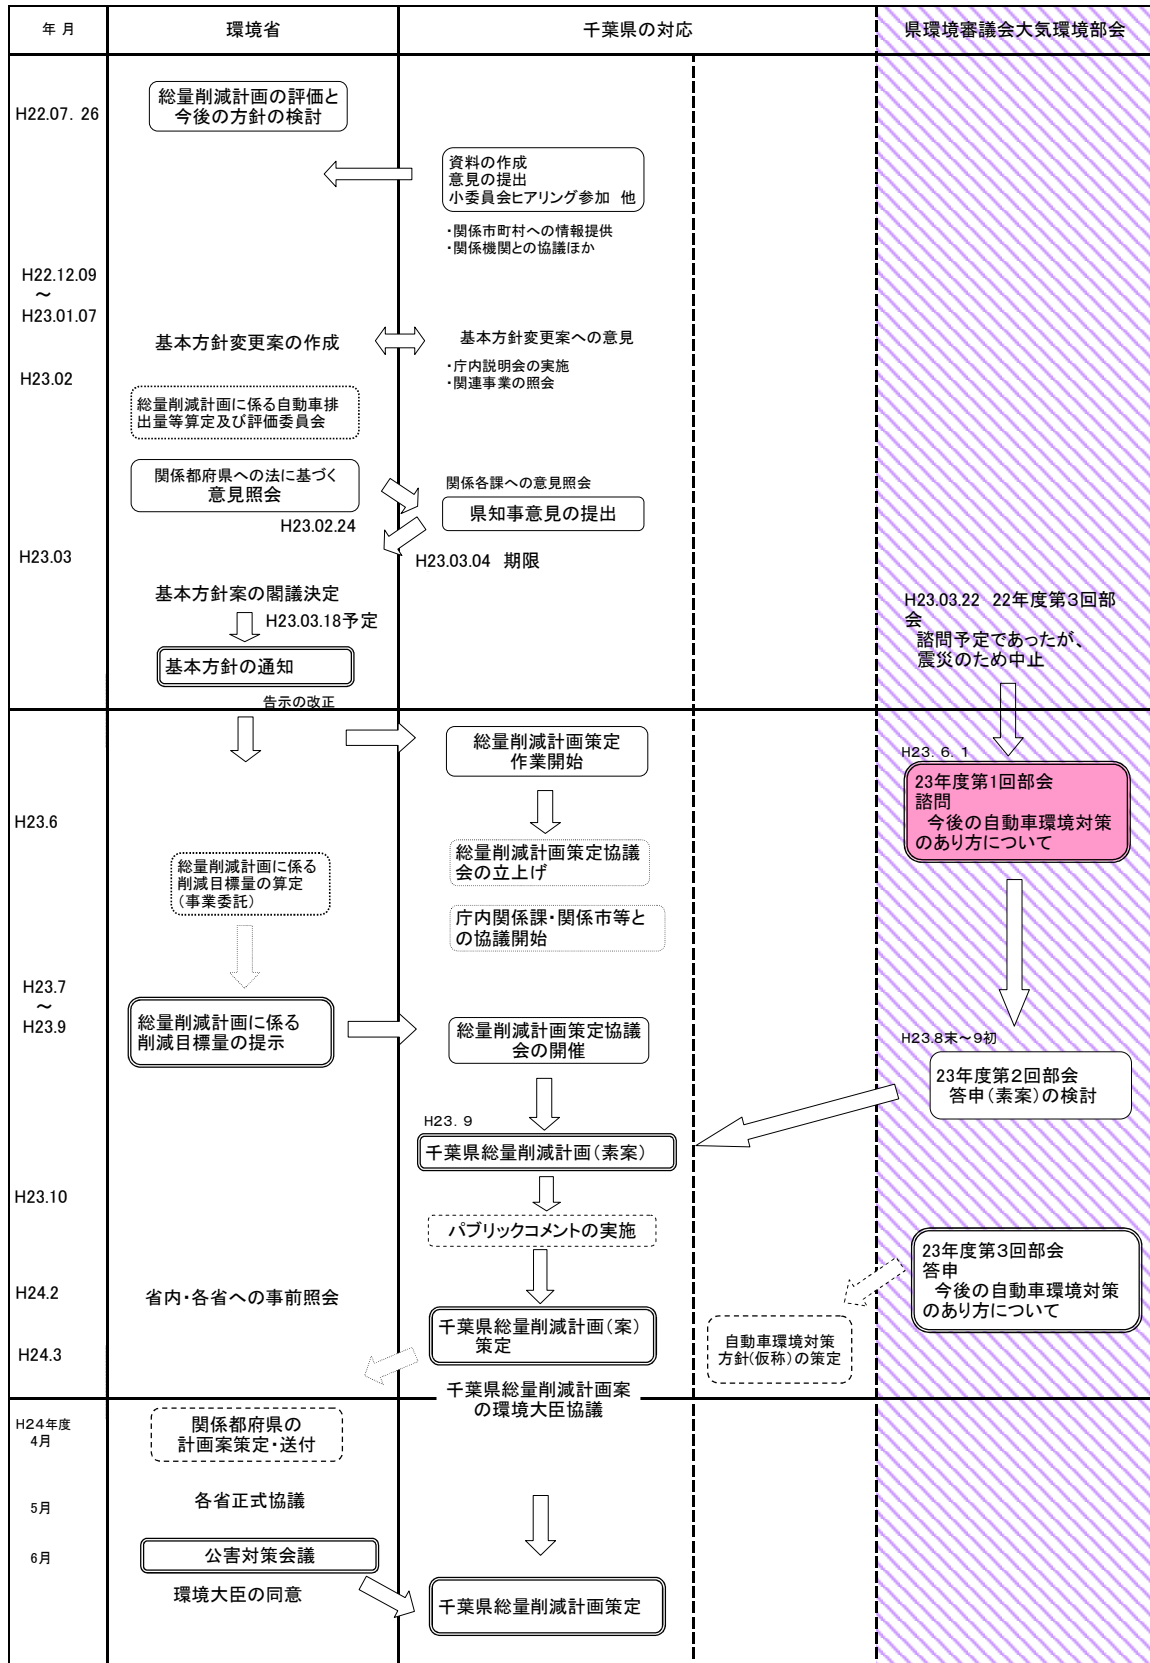 年 月
環境省
千葉県の対応
県環境審議会大気環境部会
H22.07. 26
総量削減計画の評価と
今後の方針の検討
資料の作成
意見の提出
小委員会ヒアリング参加 他
・関係市町村への情報提供
・関係機関との協議ほか
H22.12.09
～
H23.01.07
基本方針変更案の作成
基本方針変更案への意見
・庁内説明会の実施
・関連事業の照会
H23.02
総量削減計画に係る自動車排
出量等算定及び評価委員会
関係都府県への法に基づく
意見照会
H23.02.24
関係各課への意見照会
県知事意見の提出
H23.03
H23.03.04 期限
基本方針案の閣議決定
H23.03.18予定
基本方針の通知
告示の改正
H23.03.22 22年度第3回部
会
諮問予定であったが、
震災のため中止
総量削減計画策定
作業開始
H23. 6. 1
23年度第1回部会
諮問
今後の自動車環境対策
のあり方について
H23.6
総量削減計画策定協議
会の立上げ
総量削減計画に係る
削減目標量の算定
(事業委託)
庁内関係課・関係市等と
の協議開始
H23.7
～
H23.9
総量削減計画に係る
削減目標量の提示
総量削減計画策定協議
会の開催
H23.8末～9初
23年度第2回部会
答申(素案)の検討
H23. 9
千葉県総量削減計画(素案)
H23.10
パブリックコメントの実施
23年度第3回部会
答申
今後の自動車環境対策
のあり方について
H24.2
省内・各省への事前照会
千葉県総量削減計画(案)
策定
自動車環境対策
方針(仮称)の策定
H24.3
千葉県総量削減計画案
の環境大臣協議
H24年度
4月
関係都府県の
計画案策定・送付
5月
各省正式協議
6月
公害対策会議
環境大臣の同意
千葉県総量削減計画策定